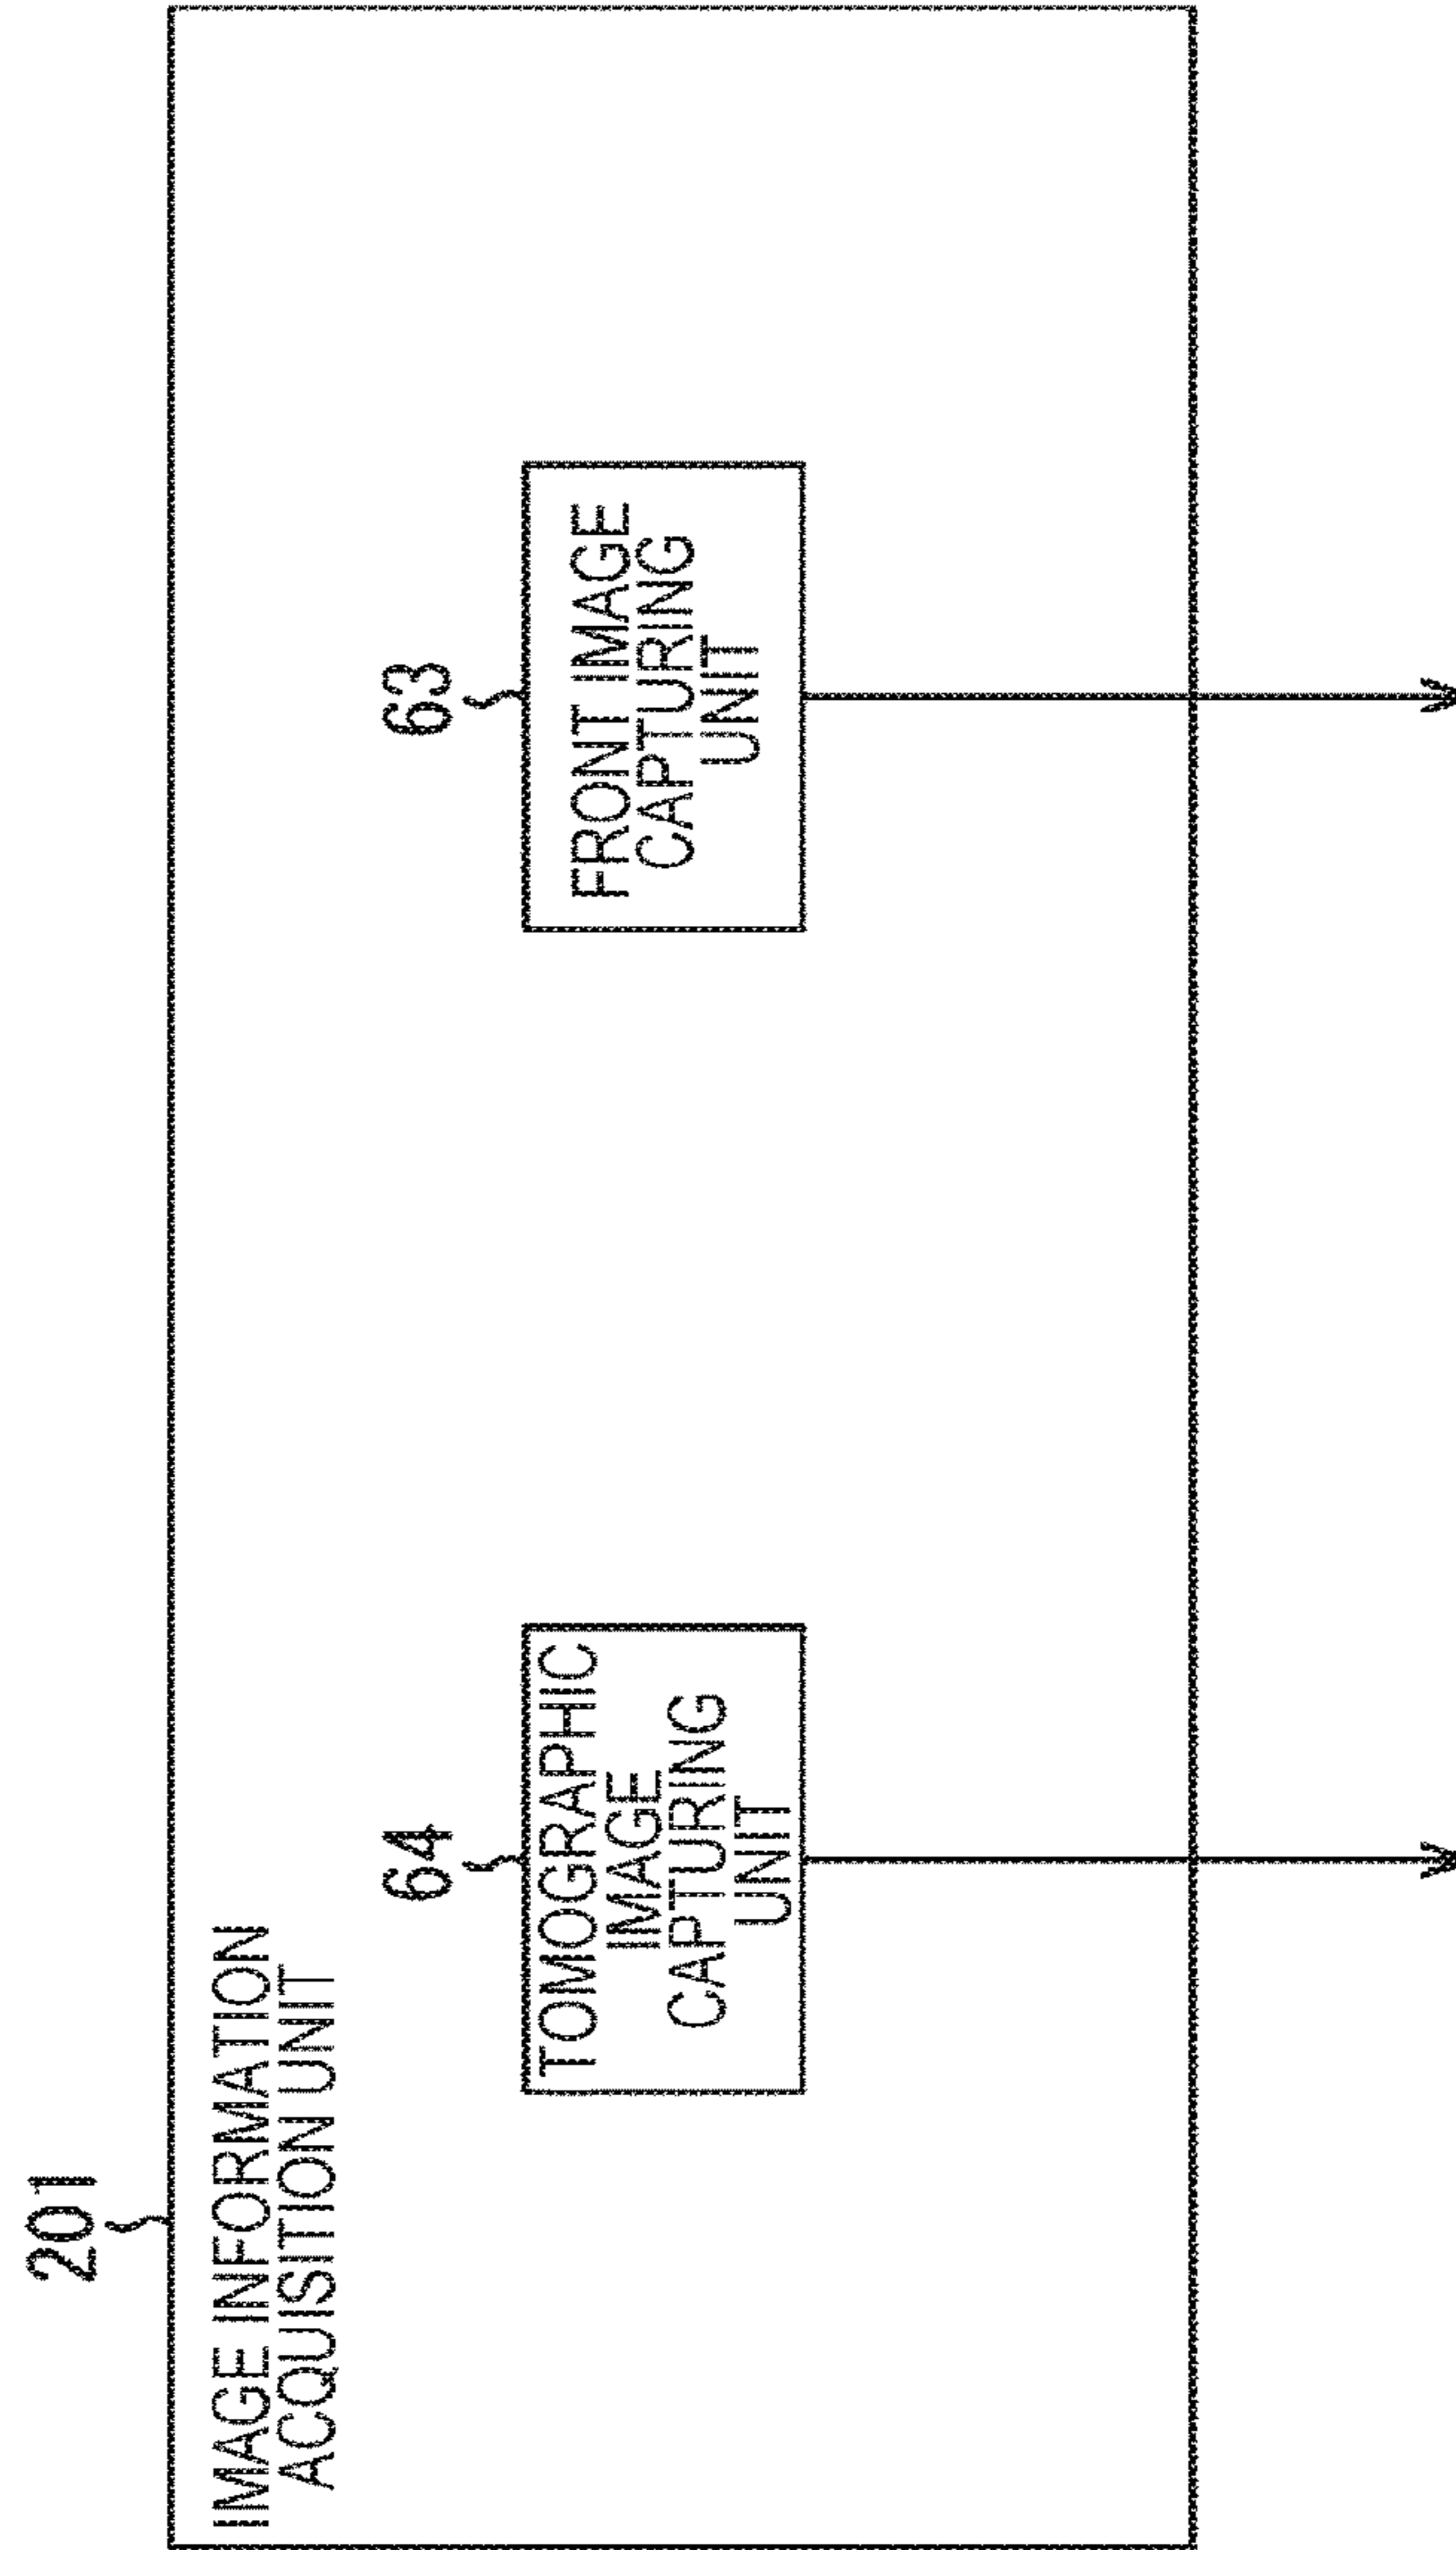 201
IMAGE INFORMATION
ACQUISITION UNIT
64
TOMOGRAPHIC
IMAGE
CAPTURING
UNIT
63
FRONT IMAGE
CAPTURING
UNIT